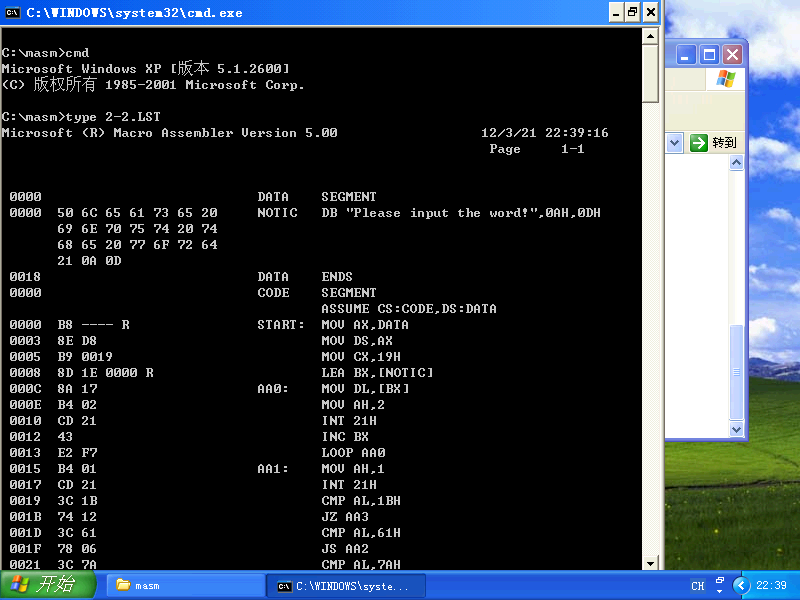 C:\WINDOWS\system32\cmd.exe
C:\masm>cmd
Microsoft Windows XP [版本 5.1.2600]
(C) 版权所有 1985-2001 Microsoft Corp.
C:\masm>type 2-2.LST
Microsoft (R) Macro Assembler Version 5.00                  12/3/21 22:39:16
Page     1-1
0000                           DATA    SEGMENT
0000  50 6C 65 61 73 65 20     NOTIC   DB "Please input the word!",0AH,0DH
69 6E 70 75 74 20 74
68 65 20 77 6F 72 64
21 0A 0D
0018                           DATA    ENDS
0000                           CODE    SEGMENT
ASSUME CS:CODE,DS:DATA
0000  B8 ---- R                START:  MOV AX,DATA
0003  8E D8                            MOV DS,AX
0005  B9 0019                          MOV CX,19H
0008  8D 1E 0000 R                     LEA BX,[NOTIC]
000C  8A 17                    AA0:    MOV DL,[BX]
000E  B4 02                            MOV AH,2
0010  CD 21                            INT 21H
0012  43                               INC BX
0013  E2 F7                            LOOP AA0
0015  B4 01                    AA1:    MOV AH,1
0017  CD 21                            INT 21H
0019  3C 1B                            CMP AL,1BH
001B  74 12                            JZ AA3
001D  3C 61                            CMP AL,61H
001F  78 06                            JS AA2
0021  3C 7A                            CMP AL,7AH
转到
开始
masm
C:\WINDOWS\syste...
CH
22:39